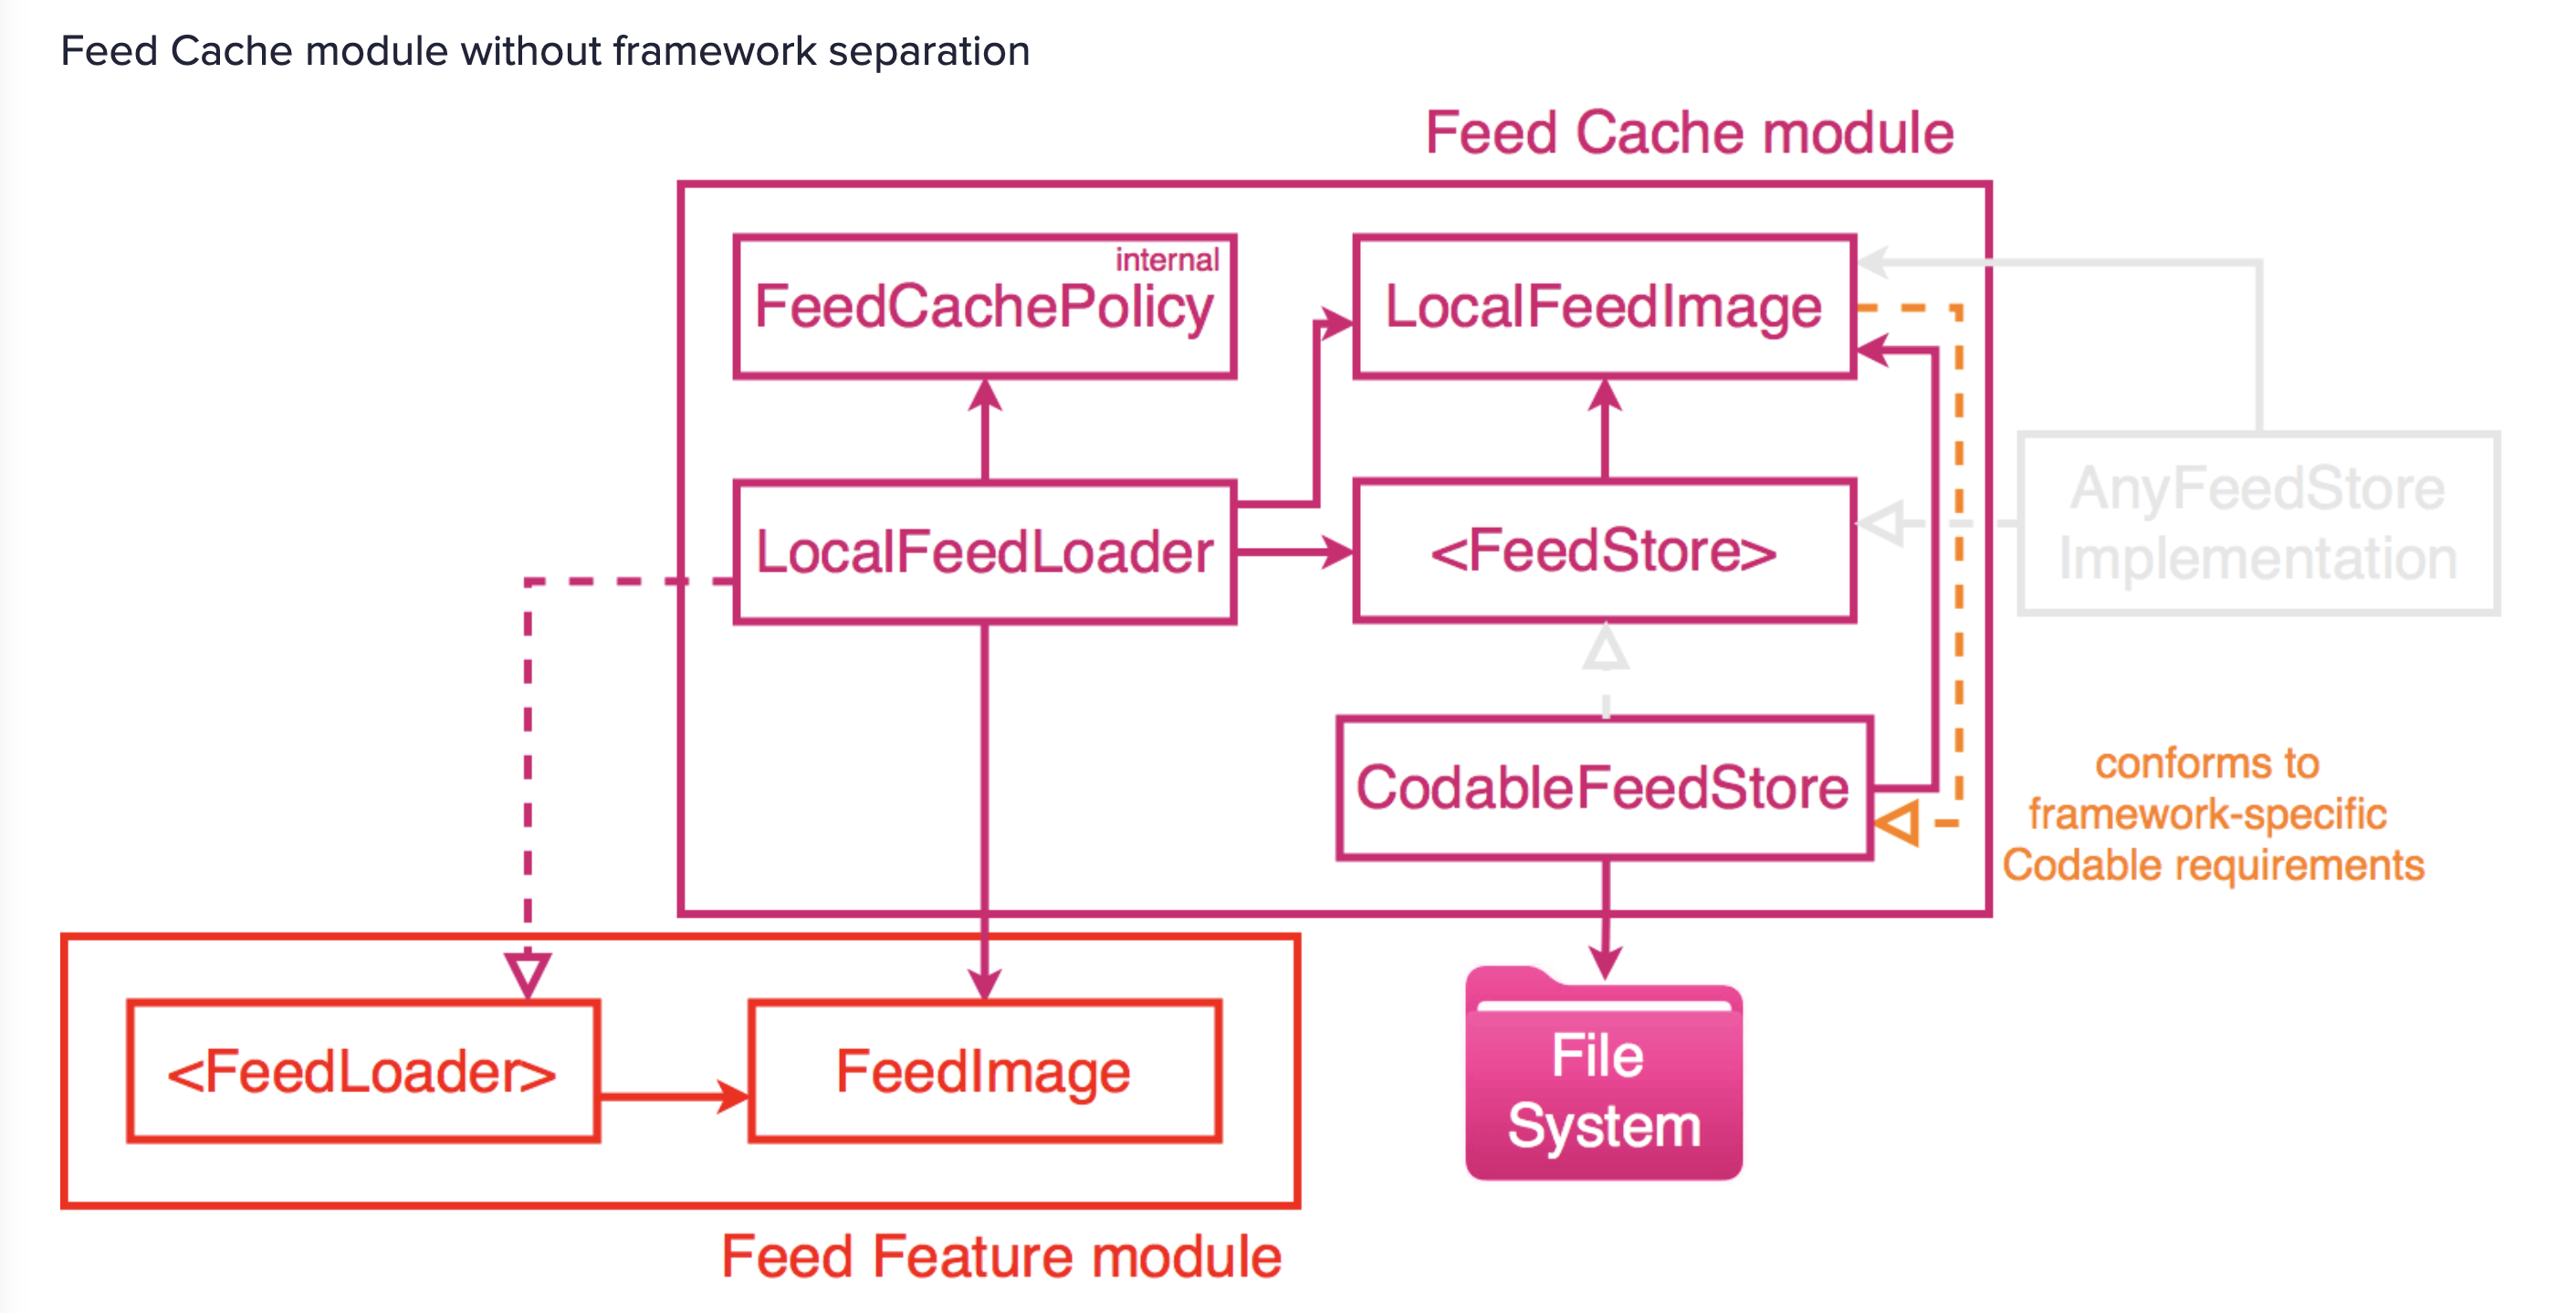 Feed Cache module without framework separation
Feed Cache module
internal
FeedCachePolicy
LocalFeedImage
LocalFeedLoader
<FeedStore>
AnyFeedStore
Implementation
CodableFeedStore
conforms to
framework-specific
Codable requirements
<FeedLoader>
FeedImage
File
System
Feed Feature module